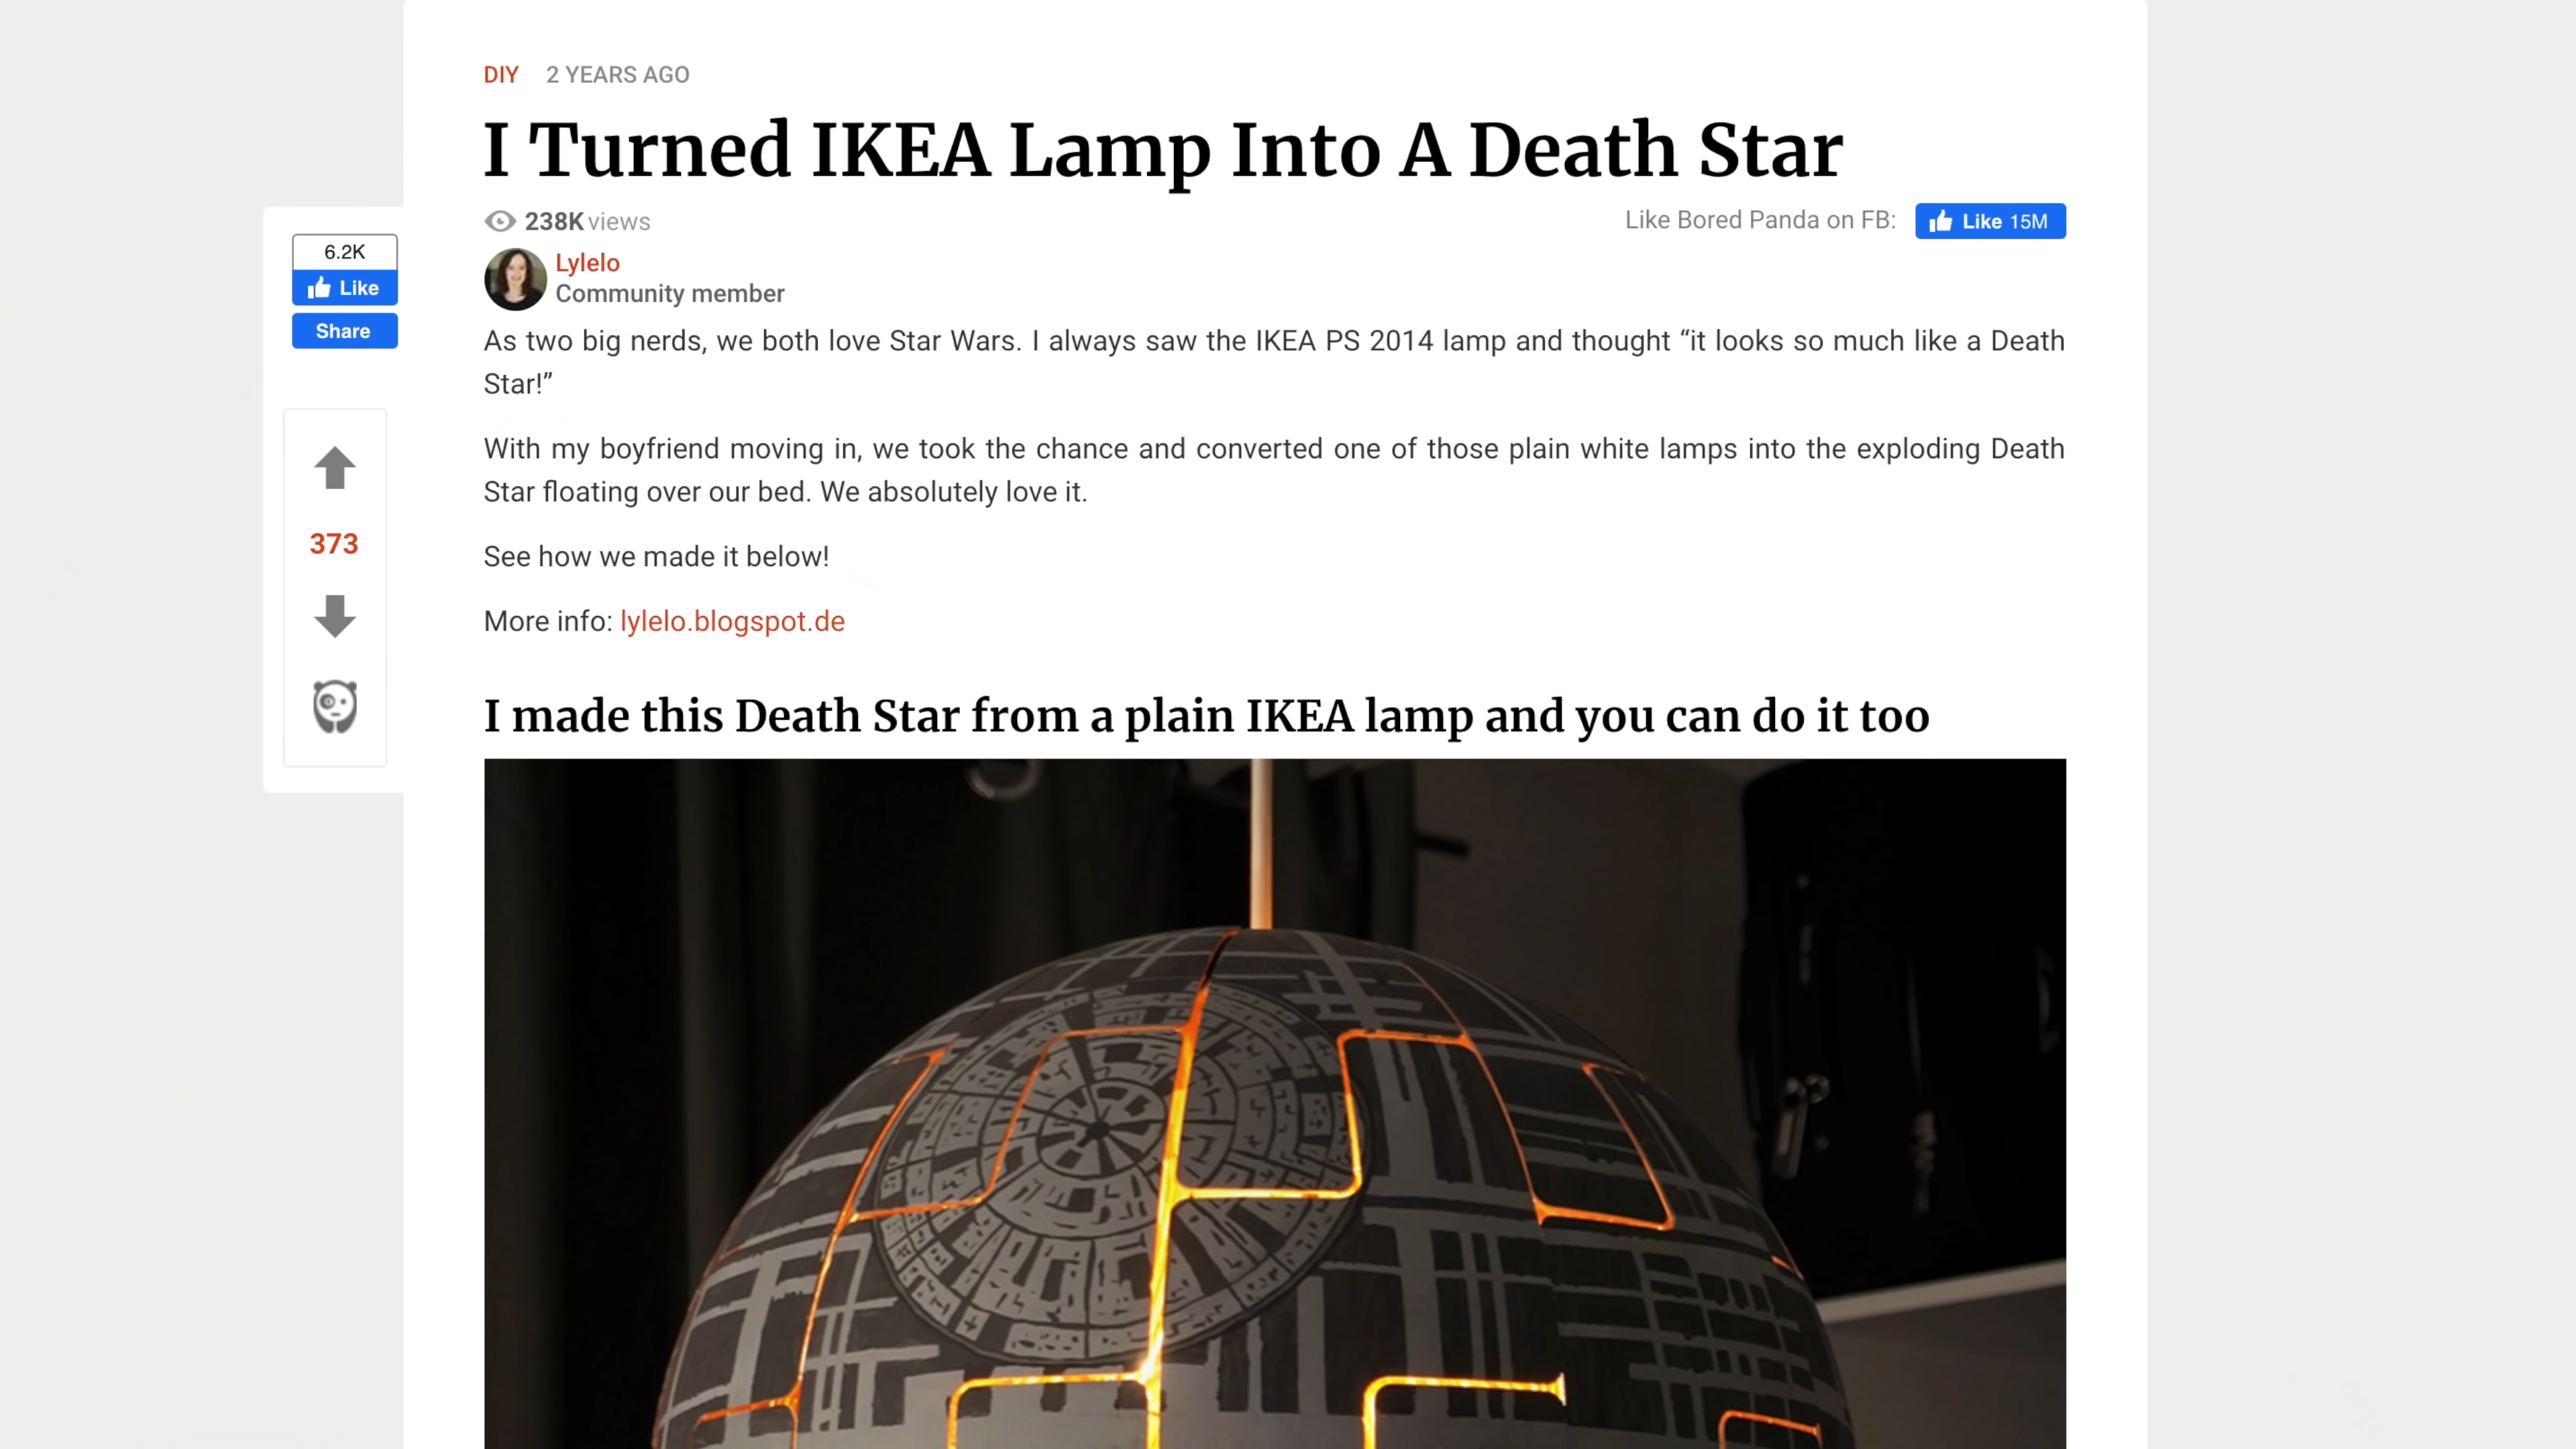 DIY 2 YEARS AGO
I Turned IKEA Lamp Into A Death Star
238K views
Like Bored Panda on FB: Like 15M
6.2K
Like
Share
Lylelo
Community member
As two big nerds, we both love Star Wars. I always saw the IKEA PS 2014 lamp and thought “it looks so much like a Death
Star!”
With my boyfriend moving in, we took the chance and converted one of those plain white lamps into the exploding Death
Star floating over our bed. We absolutely love it.
373
See how we made it below!
More info: lylelo.blogspot.de
I made this Death Star from a plain IKEA lamp and you can do it too